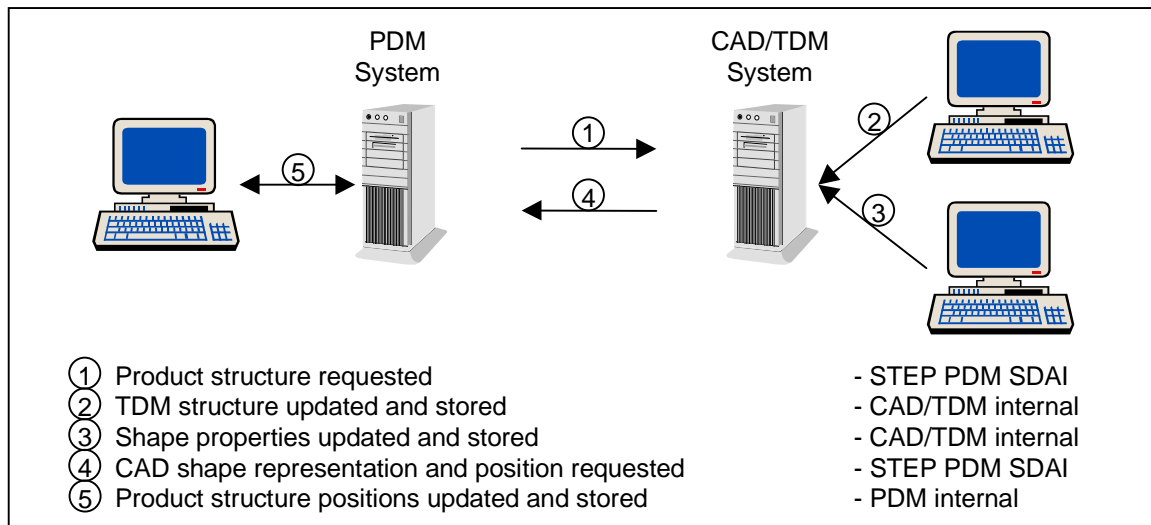 PDM
System
CAD/TDM
System
1
2
5
4
3
1 Product structure requested - STEP PDM SDAI
2 TDM structure updated and stored - CAD/TDM internal
3 Shape properties updated and stored - CAD/TDM internal
4 CAD shape representation and position requested - STEP PDM SDAI
5 Product structure positions updated and stored - PDM internal